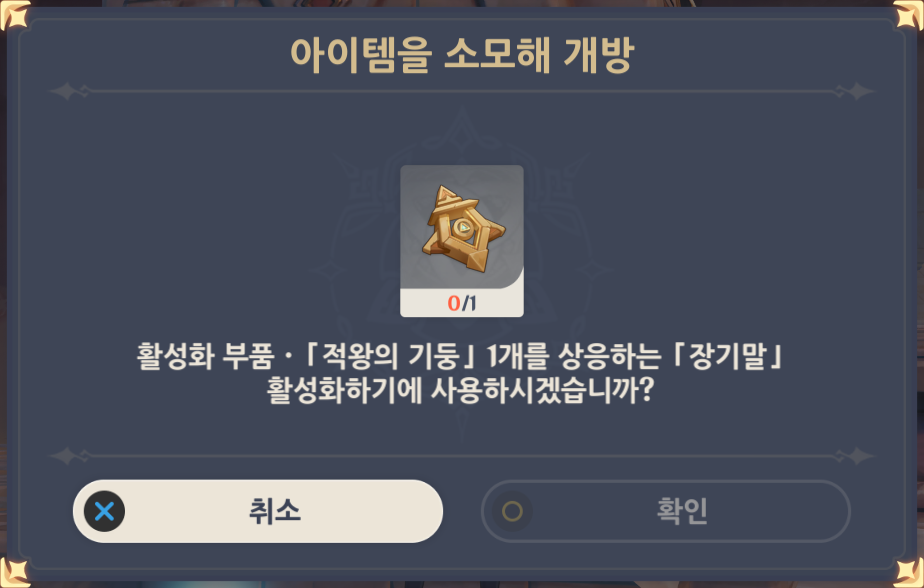 아이템을 소모해 개방
0/1
활성화 부품 · 「적왕의 기둥」 1개를 상응하는 「장기말」
활성화하기에 사용하시겠습니까?
취소
확인